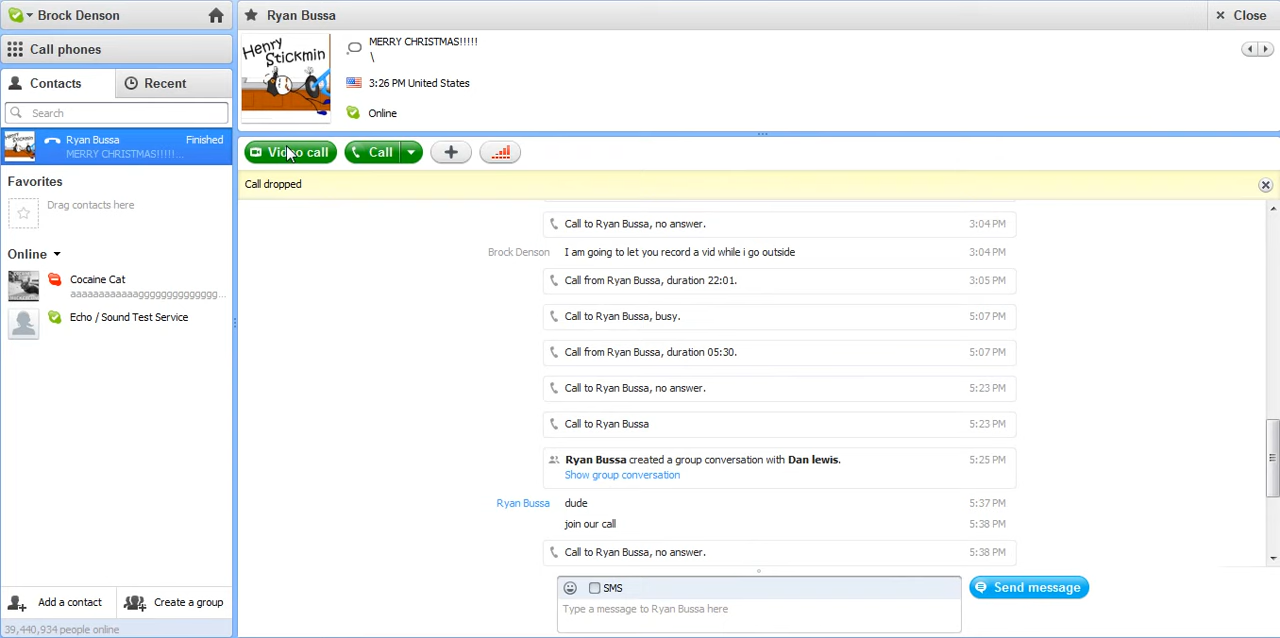 Brock Denson
Ryan Bussa
Close
Call phones
Henry
Stickmin
MERRY CHRISTMAS!!!!!
\
3:26 PM United States
Online
Contacts
Recent
Search
Ryan Bussa
Finished
MERRY CHRISTMAS!!!!!...
Favorites
Drag contacts here
Online
Cocaine Cat
aaaaaaaaaaaggggggggggggggg...
Echo / Sound Test Service
Add a contact
Create a group
39,440,934 people online
Video call
Call
Call dropped
Call to Ryan Bussa, no answer. 3:04 PM
Brock Denson I am going to let you record a vid while i go outside 3:04 PM
Call from Ryan Bussa, duration 22:01. 3:05 PM
Call to Ryan Bussa, busy. 5:07 PM
Call from Ryan Bussa, duration 05:30. 5:07 PM
Call to Ryan Bussa, no answer. 5:23 PM
Call to Ryan Bussa 5:23 PM
Ryan Bussa created a group conversation with Dan lewis. 5:25 PM
Show group conversation
Ryan Bussa dude 5:37 PM
join our call 5:38 PM
Call to Ryan Bussa, no answer. 5:38 PM
SMS
Type a message to Ryan Bussa here
Send message